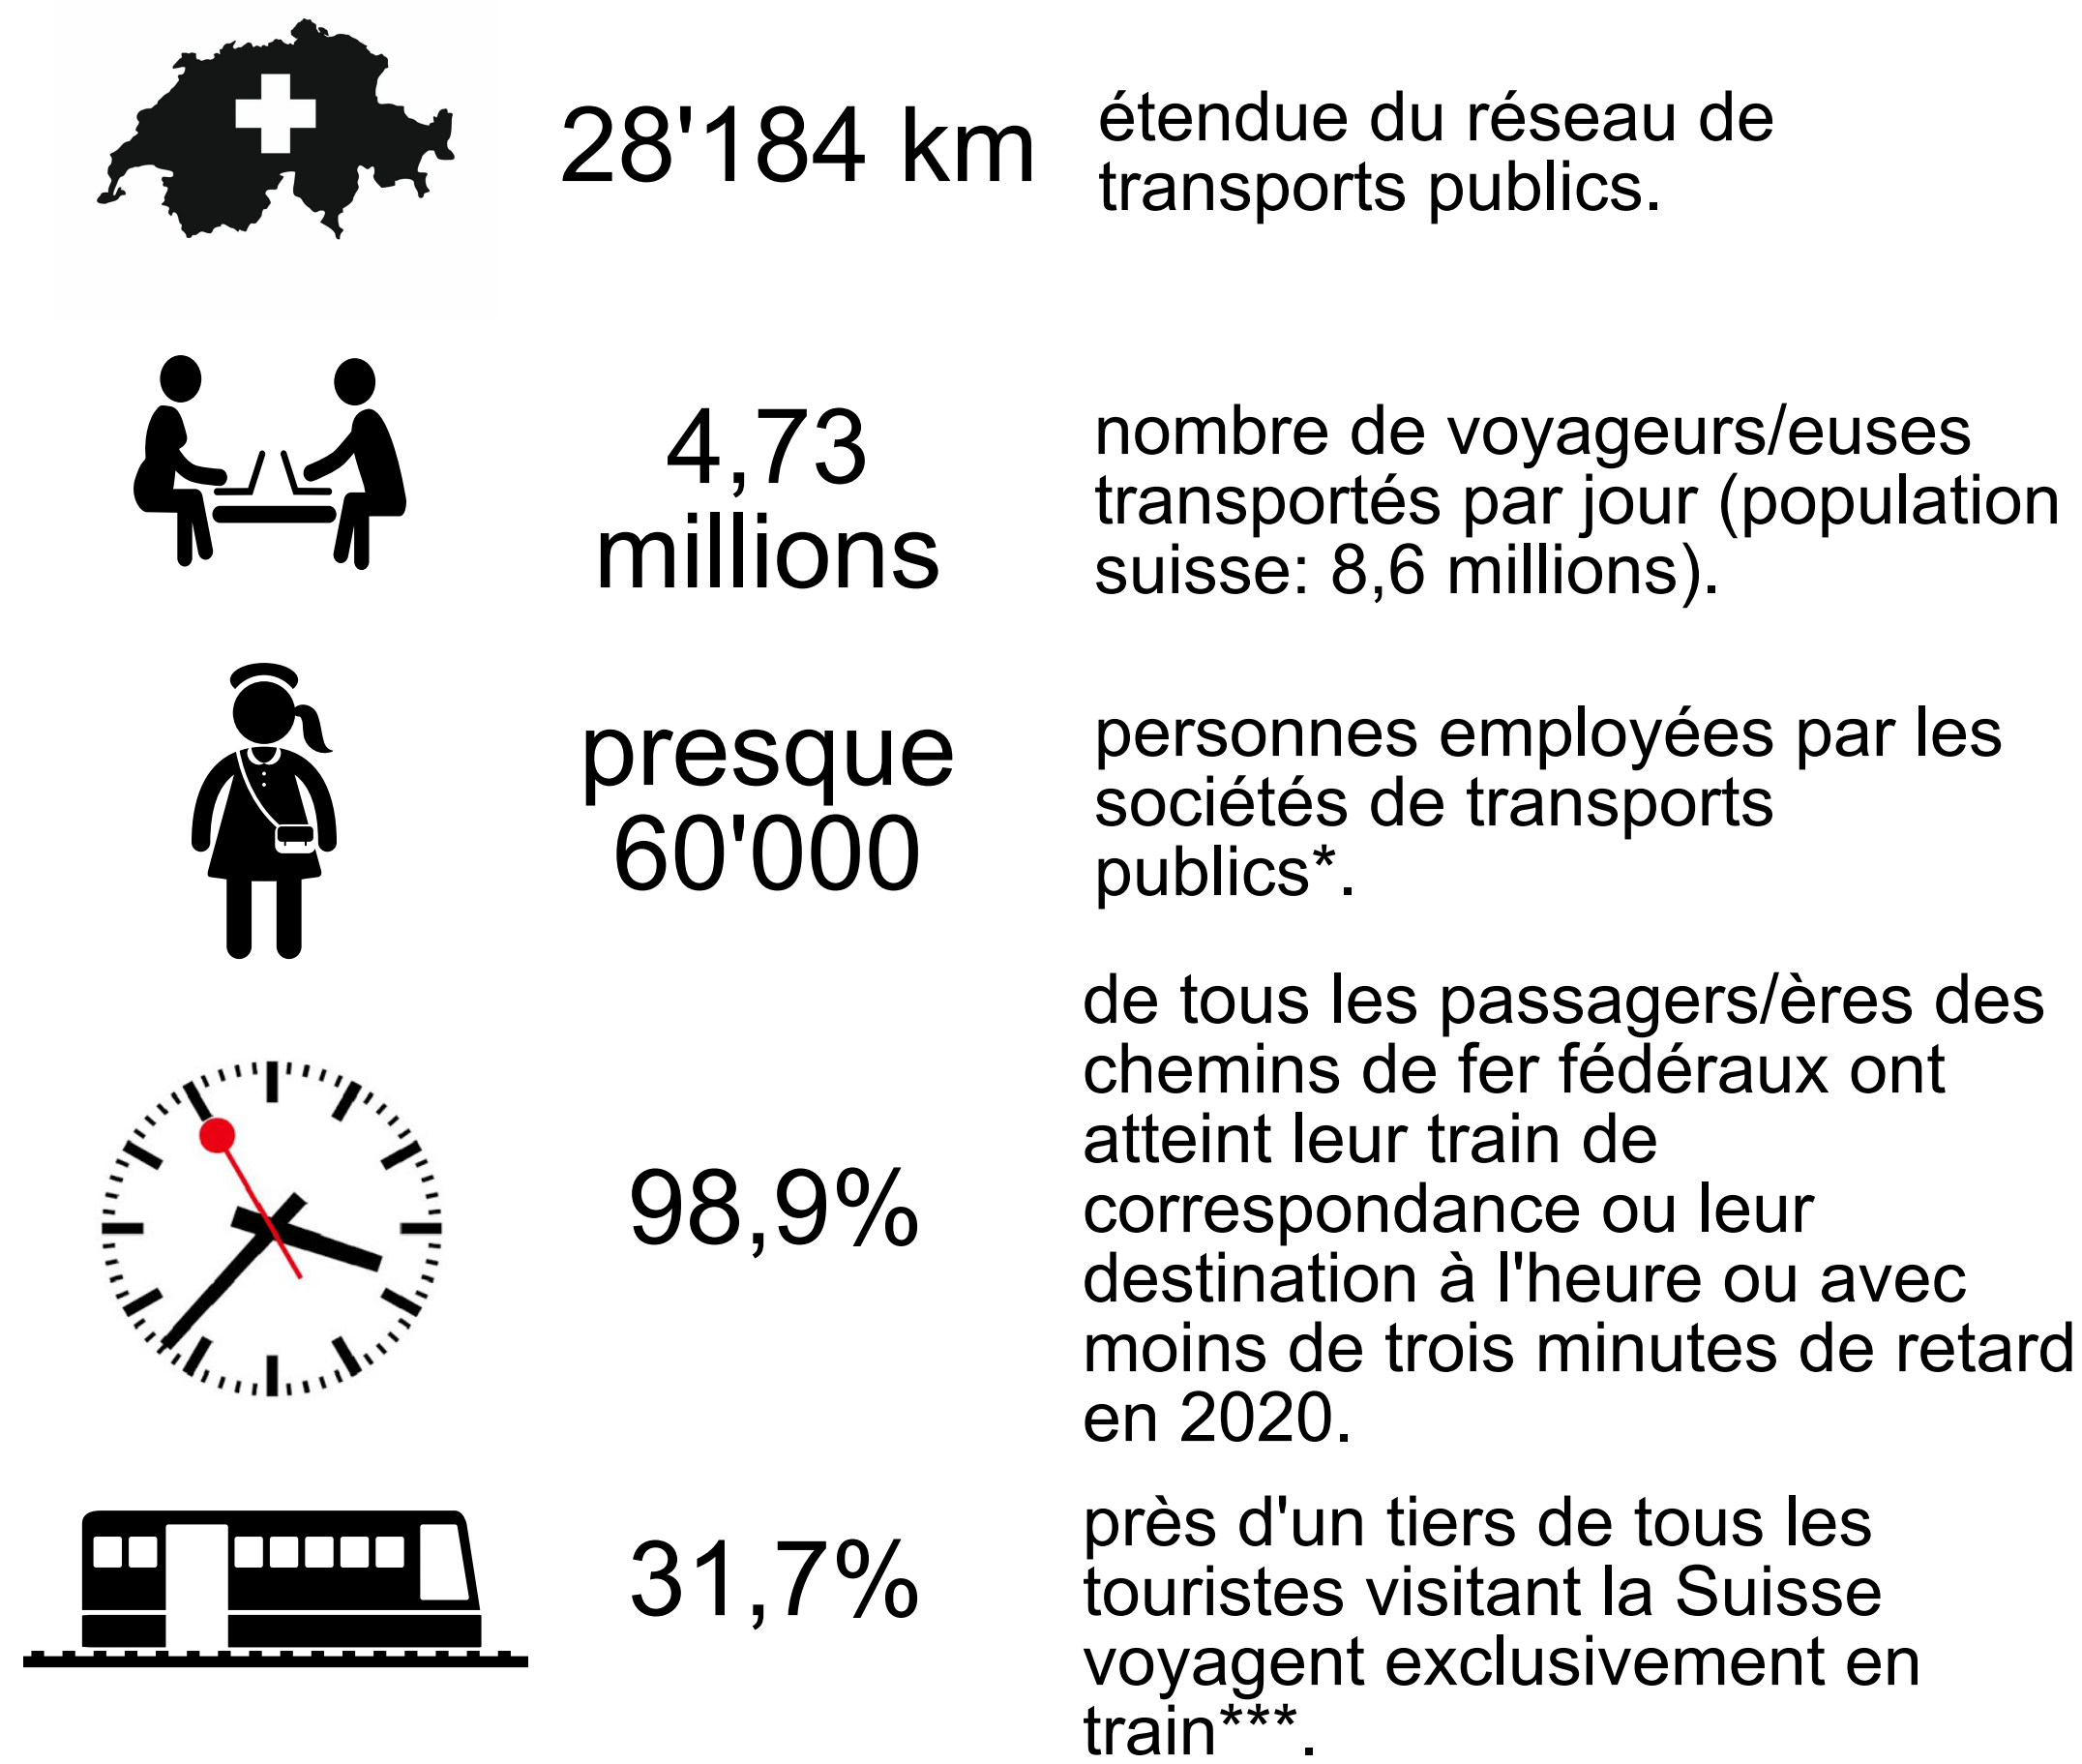 28'184 km
étendue du réseau de
transports publics.
4,73
millions
nombre de voyageurs/euses
transportés par jour (population
suisse: 8,6 millions).
presque
60'000
personnes employées par les
sociétés de transports
publics*.
98,9%
de tous les passagers/ères des
chemins de fer fédéraux ont
atteint leur train de
correspondance ou leur
destination à l'heure ou avec
moins de trois minutes de retard
en 2020.
31,7%
près d'un tiers de tous les
touristes visitant la Suisse
voyagent exclusivement en
train***.